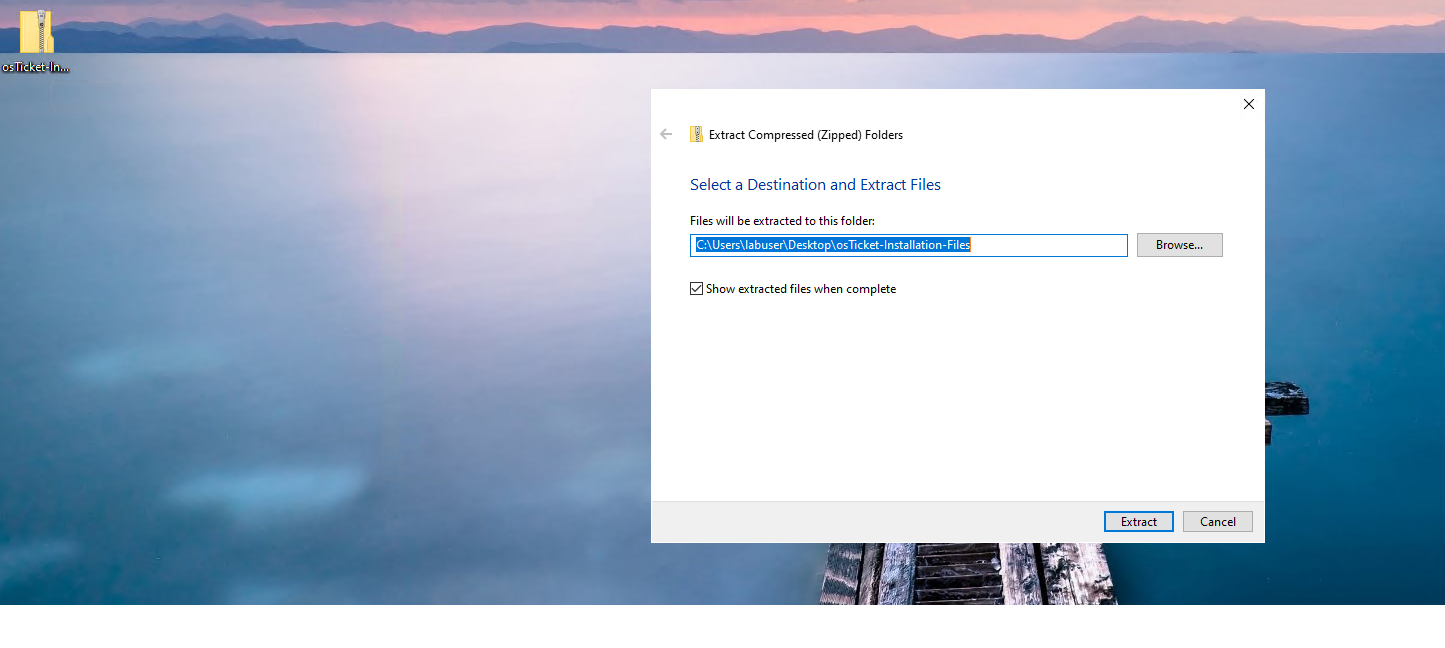 osTicket-In...
Extract Compressed (Zipped) Folders
Select a Destination and Extract Files
Files will be extracted to this folder:
C:\Users\labuser\Desktop\osTicket-Installation-Files
Browse...
Show extracted files when complete
Extract
Cancel